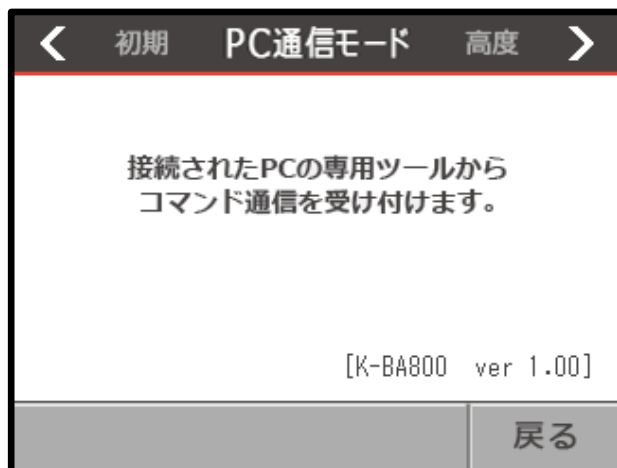 初期 PC通信モード 高度
接続されたPCの専用ツールから
コマンド通信を受け付けます。
[K-BA800 ver 1.00]
戻る